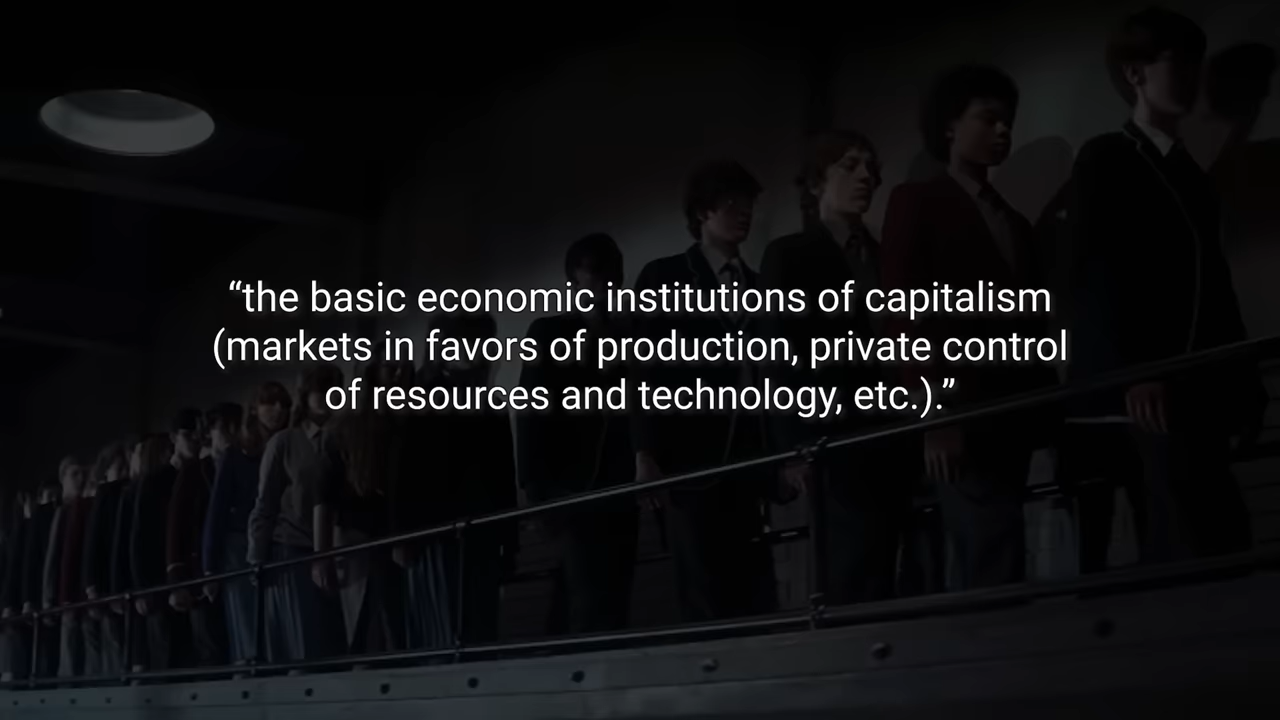 “the basic economic institutions of capitalism
(markets in favors of production, private control
of resources and technology, etc.).”